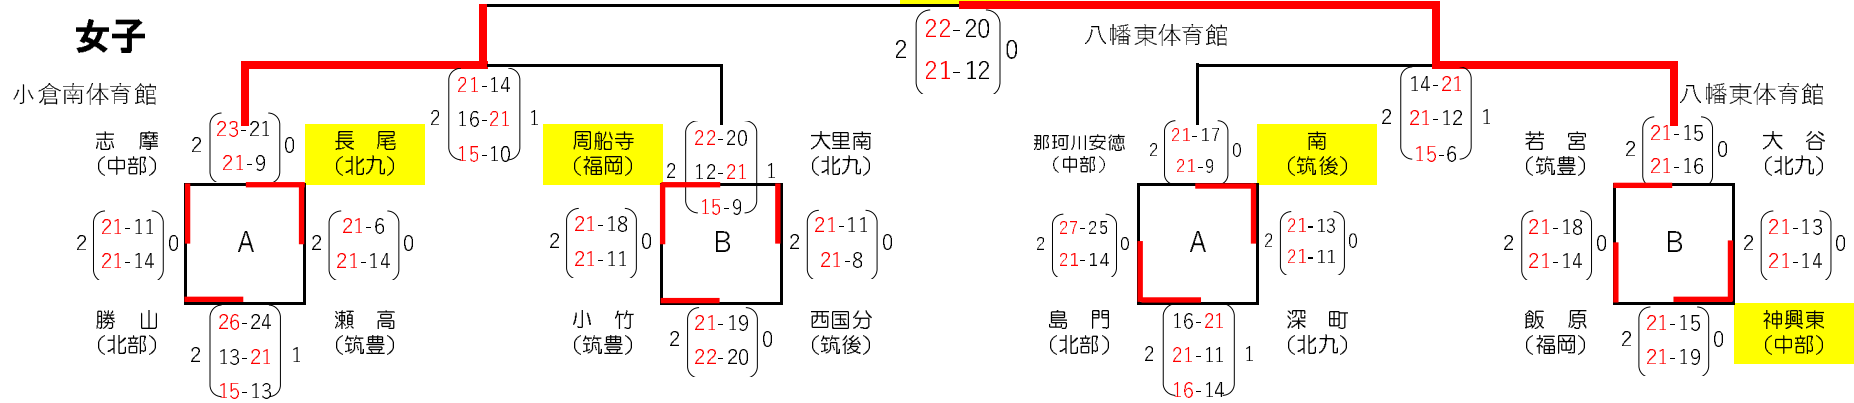 女子
22-20
2 0
21-12
八幡東体育館
小倉南体育館
21-14
2 16-21 1
15-10
14-21
2 21-12 1
15-6
八幡東体育館
志 摩
(中部)
23-21
2 0
21-9
長 尾
(北九)
周船寺
(福岡)
22-20
2 12-21 1
15-9
大里南
(北九)
那珂川安徳
(中部)
21-17
2 0
21-9
南
(筑後)
若 宮
(筑豊)
21-15
2 0
21-16
大 谷
(北九)
21-11
2 0
21-14
A
21-6
2 0
21-14
21-18
2 0
21-11
B
21-11
2 0
21-8
27-25
2 0
21-14
A
21-13
2 0
21-11
21-18
2 0
21-14
B
21-13
2 0
21-14
勝 山
(北部)
26-24
2 13-21 1
15-13
瀬 高
(筑豊)
小 竹
(筑豊)
21-19
2 0
22-20
西国分
(筑後)
島 門
(北部)
16-21
2 21-11 1
16-14
深 町
(北九)
飯 原
(福岡)
21-15
2 0
21-19
神興東
(中部)